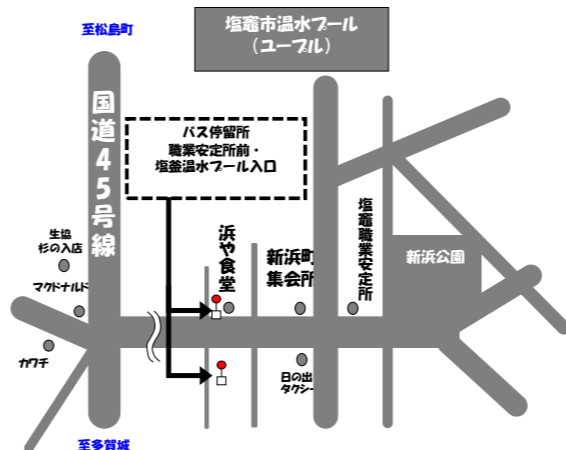 至松島町
塩竈市温水プール
（ユープル）
国道45号線
バス停留所
職業安定所前・
塩釜温水プール入口
生協
杉の入店
マクドナルド
カワチ
浜や食堂
新浜町
集会所
塩竈職業安定所
新浜公園
日の出
タクシー
至多賀城